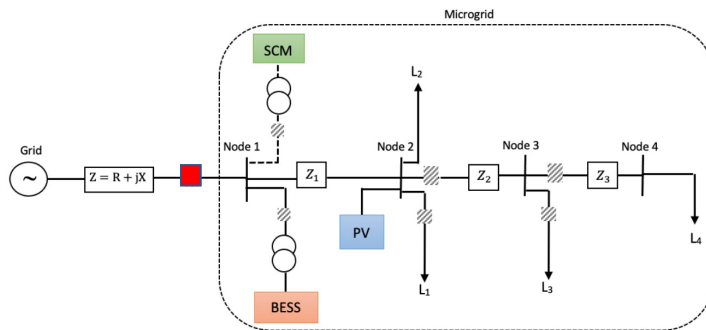 Microgrid
SCM
L₂
Grid
Node 1
Node 2
Node 3
Node 4
~
Z = R + jX
Z₁
Z₂
Z₃
PV
L₁
L₃
L₄
BESS